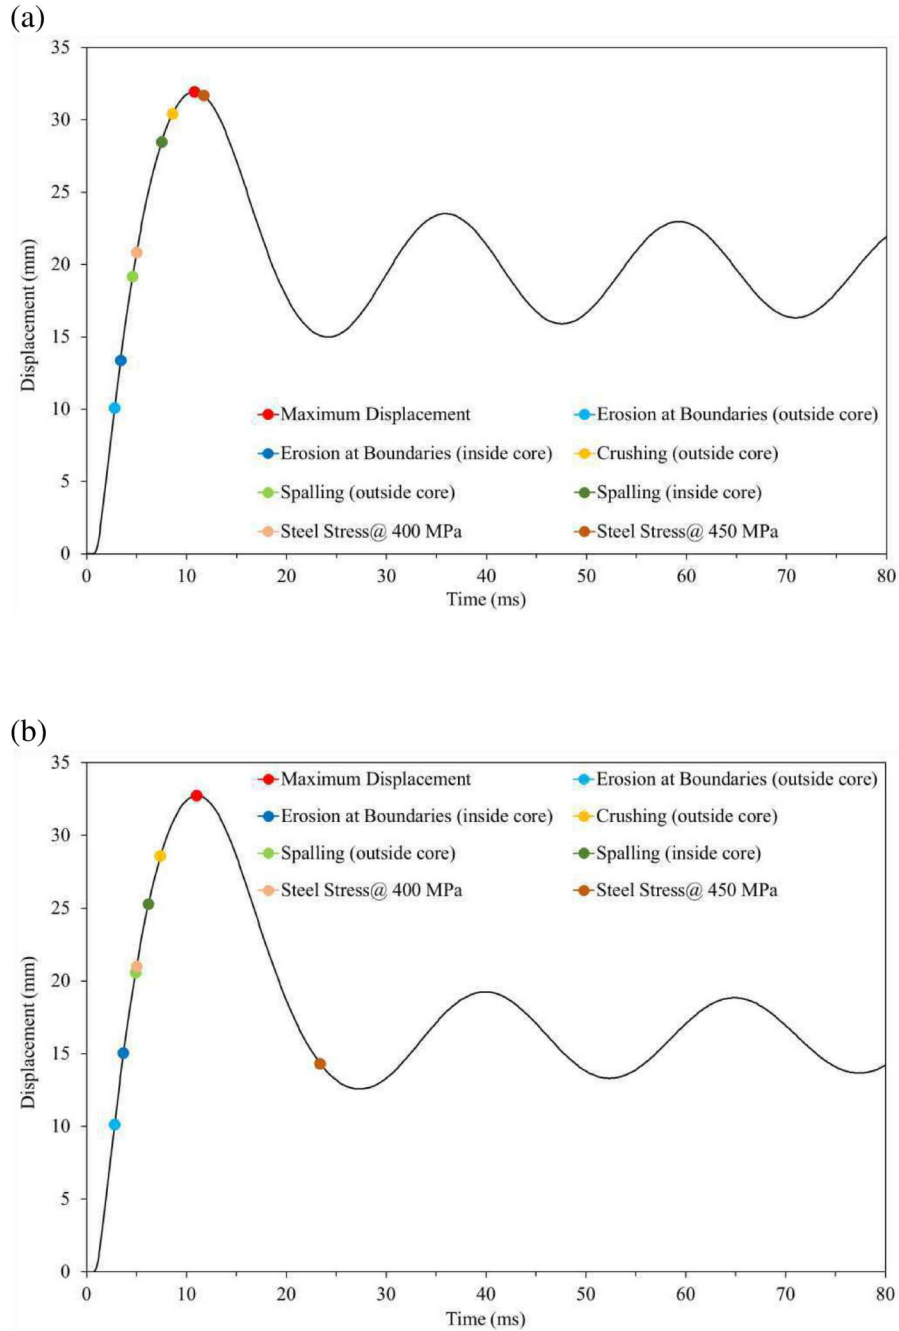 (a)
35
30
25
20
15
10
5
0
Displacement (mm)
Maximum Displacement
Erosion at Boundaries (outside core)
Erosion at Boundaries (inside core)
Crushing (outside core)
Spalling (outside core)
Spalling (inside core)
Steel Stress@ 400 MPa
Steel Stress@ 450 MPa
0 10 20 30 40 50 60 70 80
Time (ms)
(b)
35
30
25
20
15
10
5
0
Displacement (mm)
Maximum Displacement
Erosion at Boundaries (outside core)
Erosion at Boundaries (inside core)
Crushing (outside core)
Spalling (outside core)
Spalling (inside core)
Steel Stress@ 400 MPa
Steel Stress@ 450 MPa
0 10 20 30 40 50 60 70 80
Time (ms)